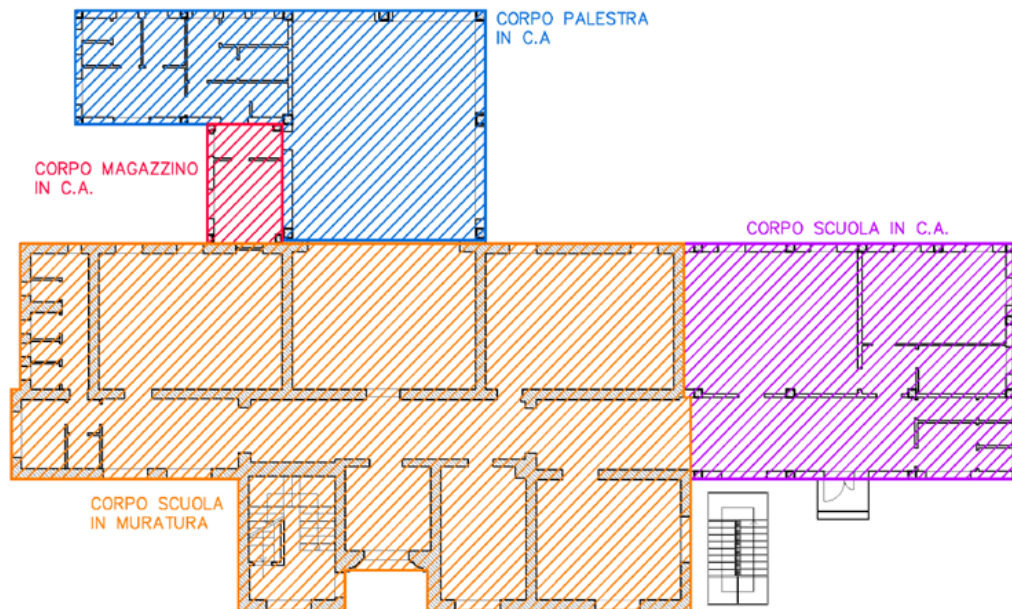 CORPO PALESTRA
IN C.A
CORPO MAGAZZINO
IN C.A.
CORPO SCUOLA IN C.A.
CORPO SCUOLA
IN MURATURA